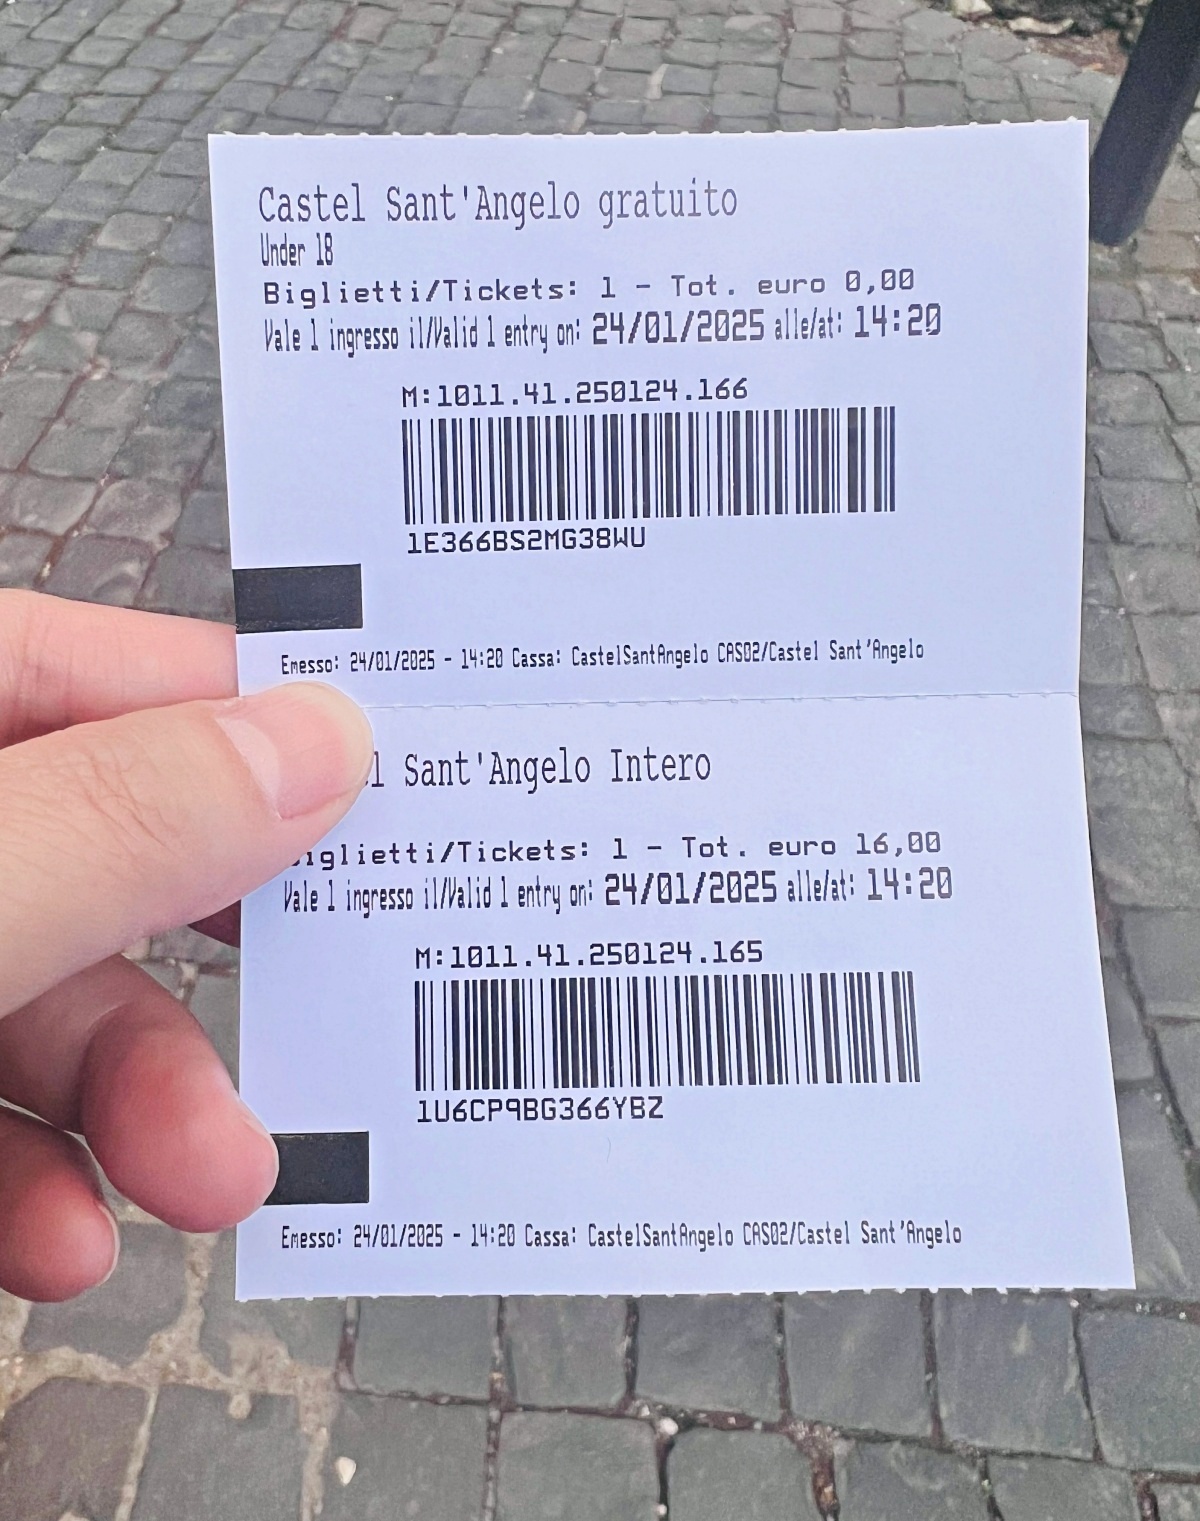 Castel Sant'Angelo gratuito
Under 18
Biglietti/Tickets: 1 - Tot. euro 0,00
Vale 1 ingresso il/Valid 1 entry on: 24/01/2025 alle/at: 14:20
M:1011.41.250124.166
1E366BS2MG38WU
Emesso: 24/01/2025 - 14:20 Cassa: CastelSantAngelo CAS02/Castel Sant'Angelo
Sant'Angelo Intero
Biglietti/Tickets: 1 - Tot. euro 16,00
Vale 1 ingresso il/Valid 1 entry on: 24/01/2025 alle/at: 14:20
M:1011.41.250124.165
1U6CP9BG366YBZ
Emesso: 24/01/2025 - 14:20 Cassa: CastelSantAngelo CAS02/Castel Sant'Angelo